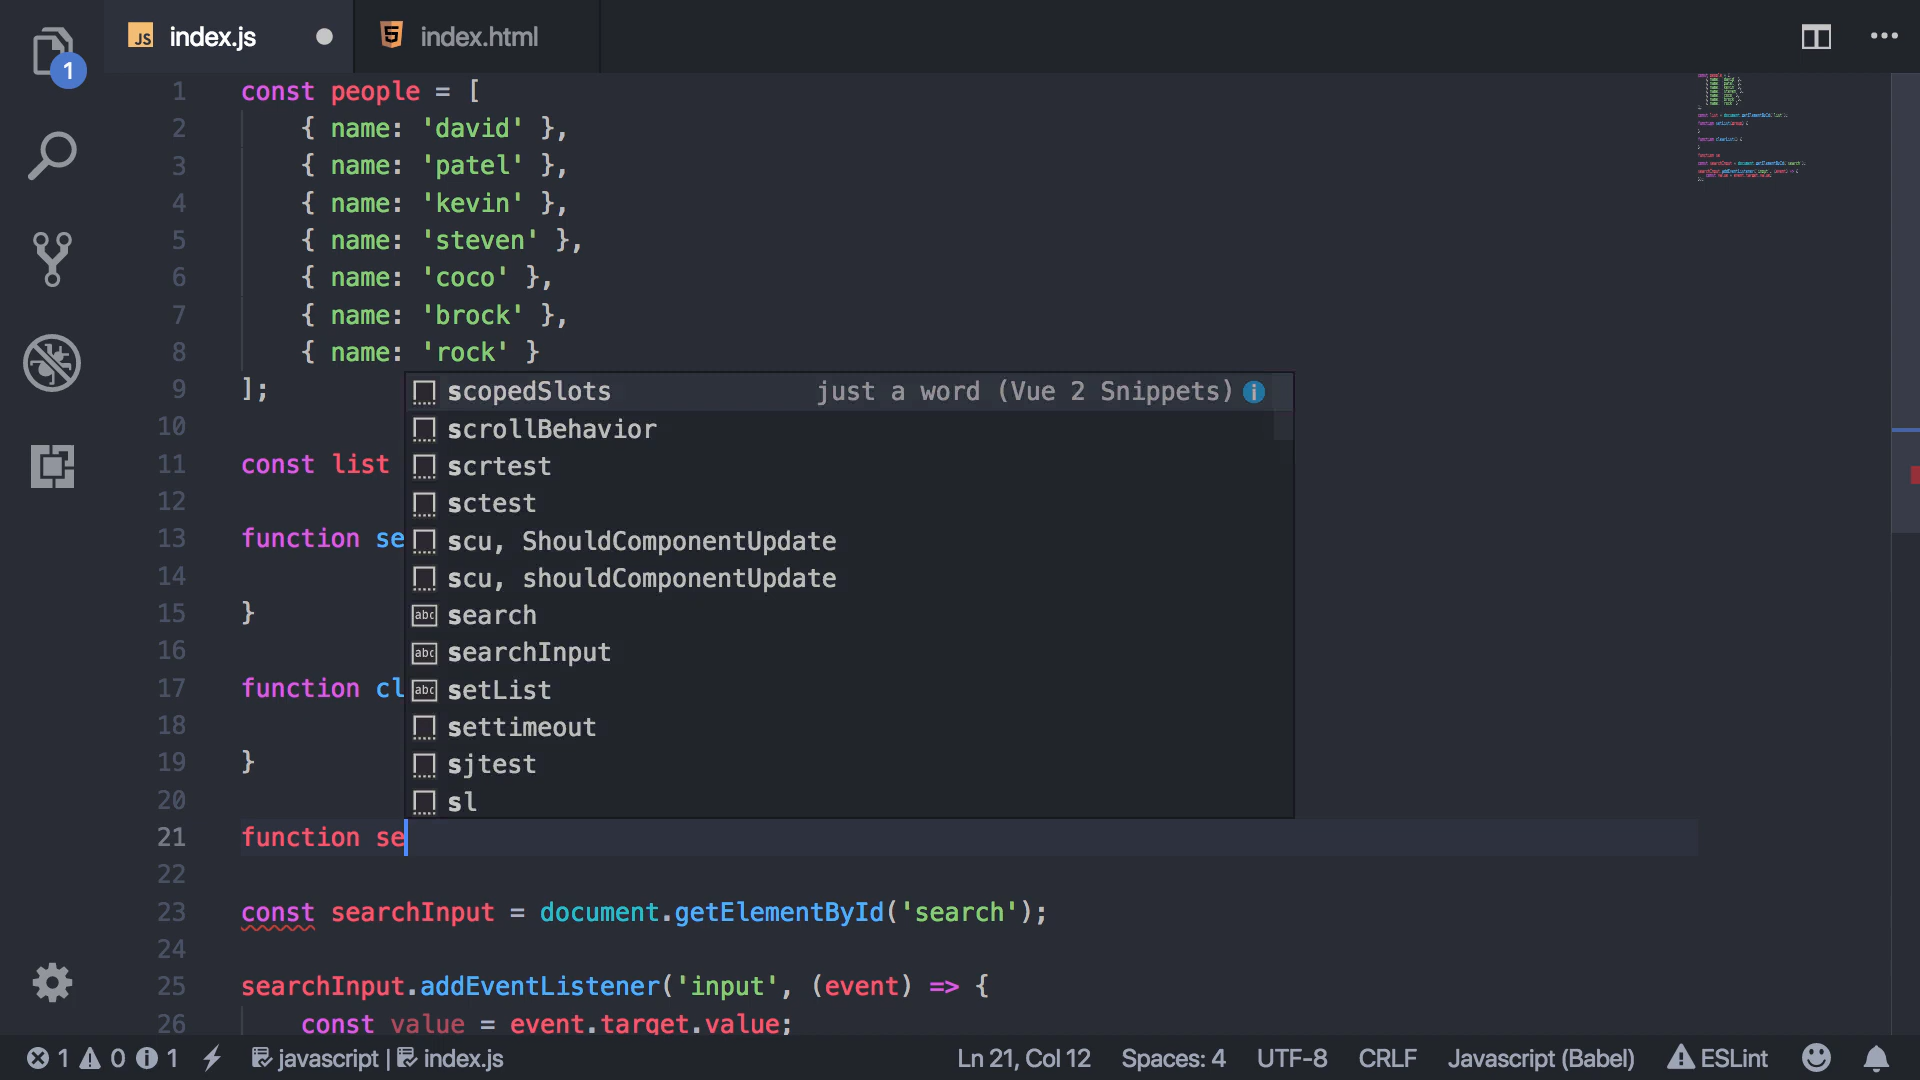 JS index.js
index.html
1
1 const people = [
2 { name: 'david' },
3 { name: 'patel' },
4 { name: 'kevin' },
5 { name: 'steven' },
6 { name: 'coco' },
7 { name: 'brock' },
8 { name: 'rock' }
9 ];
scopedSlots just a word (Vue 2 Snippets)
10
scrollBehavior
11 const list
scrtest
12
sctest
13 function se
scu, ShouldComponentUpdate
14
scu, shouldComponentUpdate
15 }
abc search
16
abc searchInput
17 function cl
abc setList
18
settimeout
19 }
sjtest
20
sl
21 function se
22
23 const searchInput = document.getElementById('search');
24
25 searchInput.addEventListener('input', (event) => {
26 const value = event.target.value;
1 0 1 javascript | index.js Ln 21, Col 12 Spaces: 4 UTF-8 CRLF Javascript (Babel) ESLint